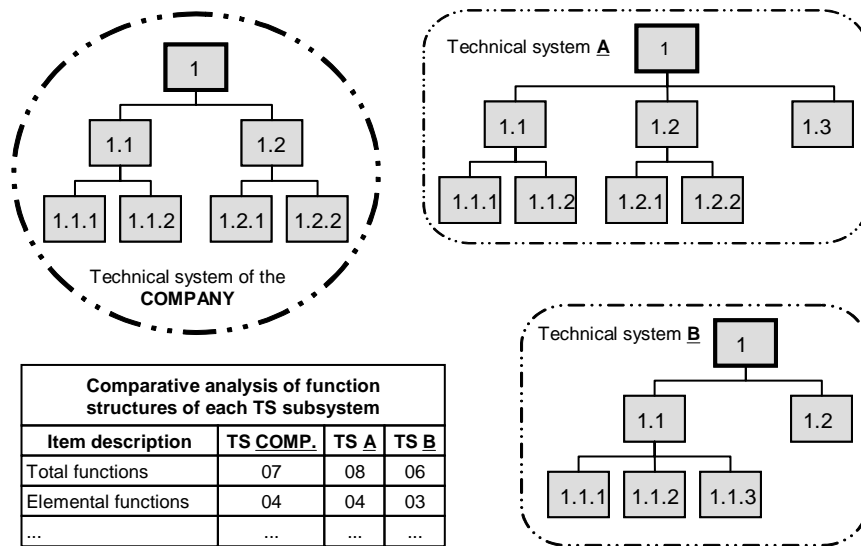 1
1.1
1.2
1.1.1
1.1.2
1.2.1
1.2.2
Technical system of the
COMPANY
Technical system A
1
1.1
1.2
1.3
1.1.1
1.1.2
1.2.1
1.2.2
Technical system B
1
1.1
1.2
1.1.1
1.1.2
1.1.3
Comparative analysis of function
structures of each TS subsystem
Item description TS COMP. TS A TS B
Total functions 07 08 06
Elemental functions 04 04 03
... ... ... ...